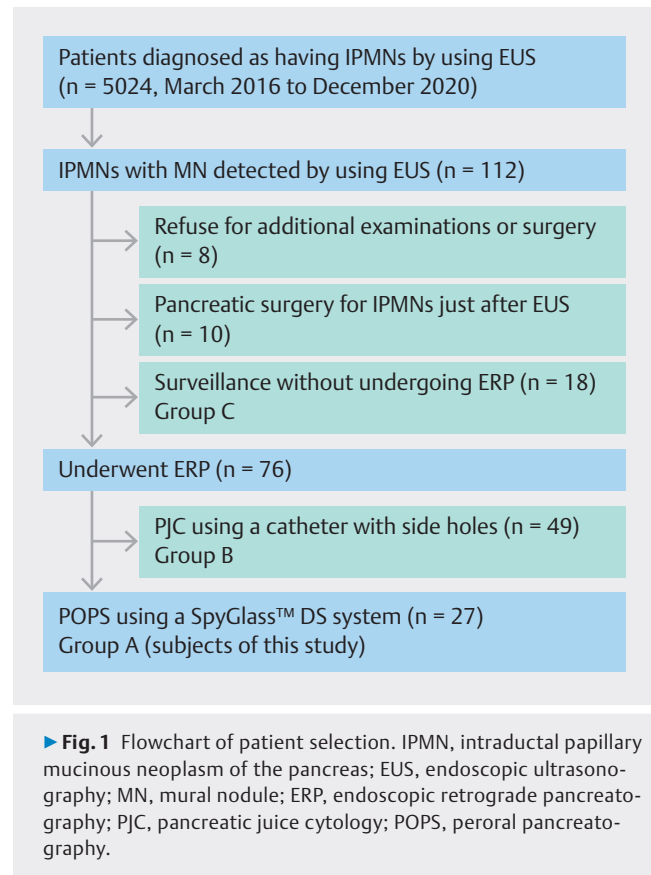 Patients diagnosed as having IPMNs by using EUS
(n = 5024, March 2016 to December 2020)
IPMNs with MN detected by using EUS (n = 112)
Refuse for additional examinations or surgery
(n = 8)
Pancreatic surgery for IPMNs just after EUS
(n = 10)
Surveillance without undergoing ERP (n = 18)
Group C
Underwent ERP (n = 76)
PJC using a catheter with side holes (n = 49)
Group B
POPS using a SpyGlass™ DS system (n = 27)
Group A (subjects of this study)
▶ Fig. 1 Flowchart of patient selection. IPMN, intraductal papillary
mucinous neoplasm of the pancreas; EUS, endoscopic ultrasono-
graphy; MN, mural nodule; ERP, endoscopic retrograde pancreato-
graphy; PJC, pancreatic juice cytology; POPS, peroral pancreato-
graphy.